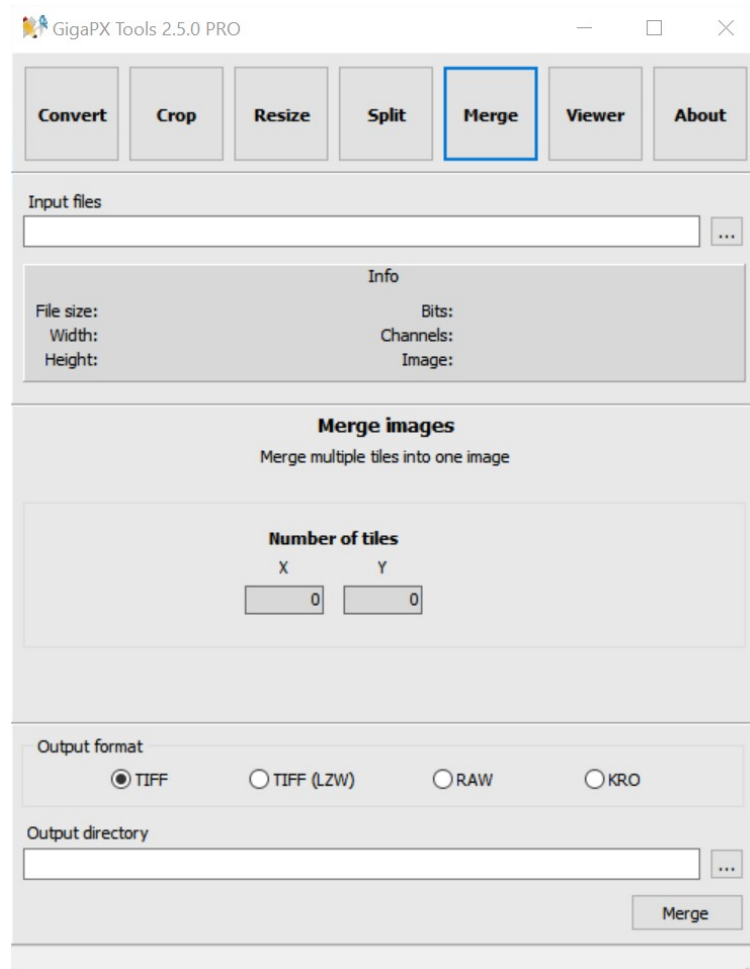 GigaPX Tools 2.5.0 PRO
Convert Crop Resize Split Merge Viewer About
Input files
...
Info
File size: Bits:
Width: Channels:
Height: Image:
Merge images
Merge multiple tiles into one image
Number of tiles
X Y
0 0
Output format
TIFF TIFF (LZW) RAW KRO
Output directory
...
Merge